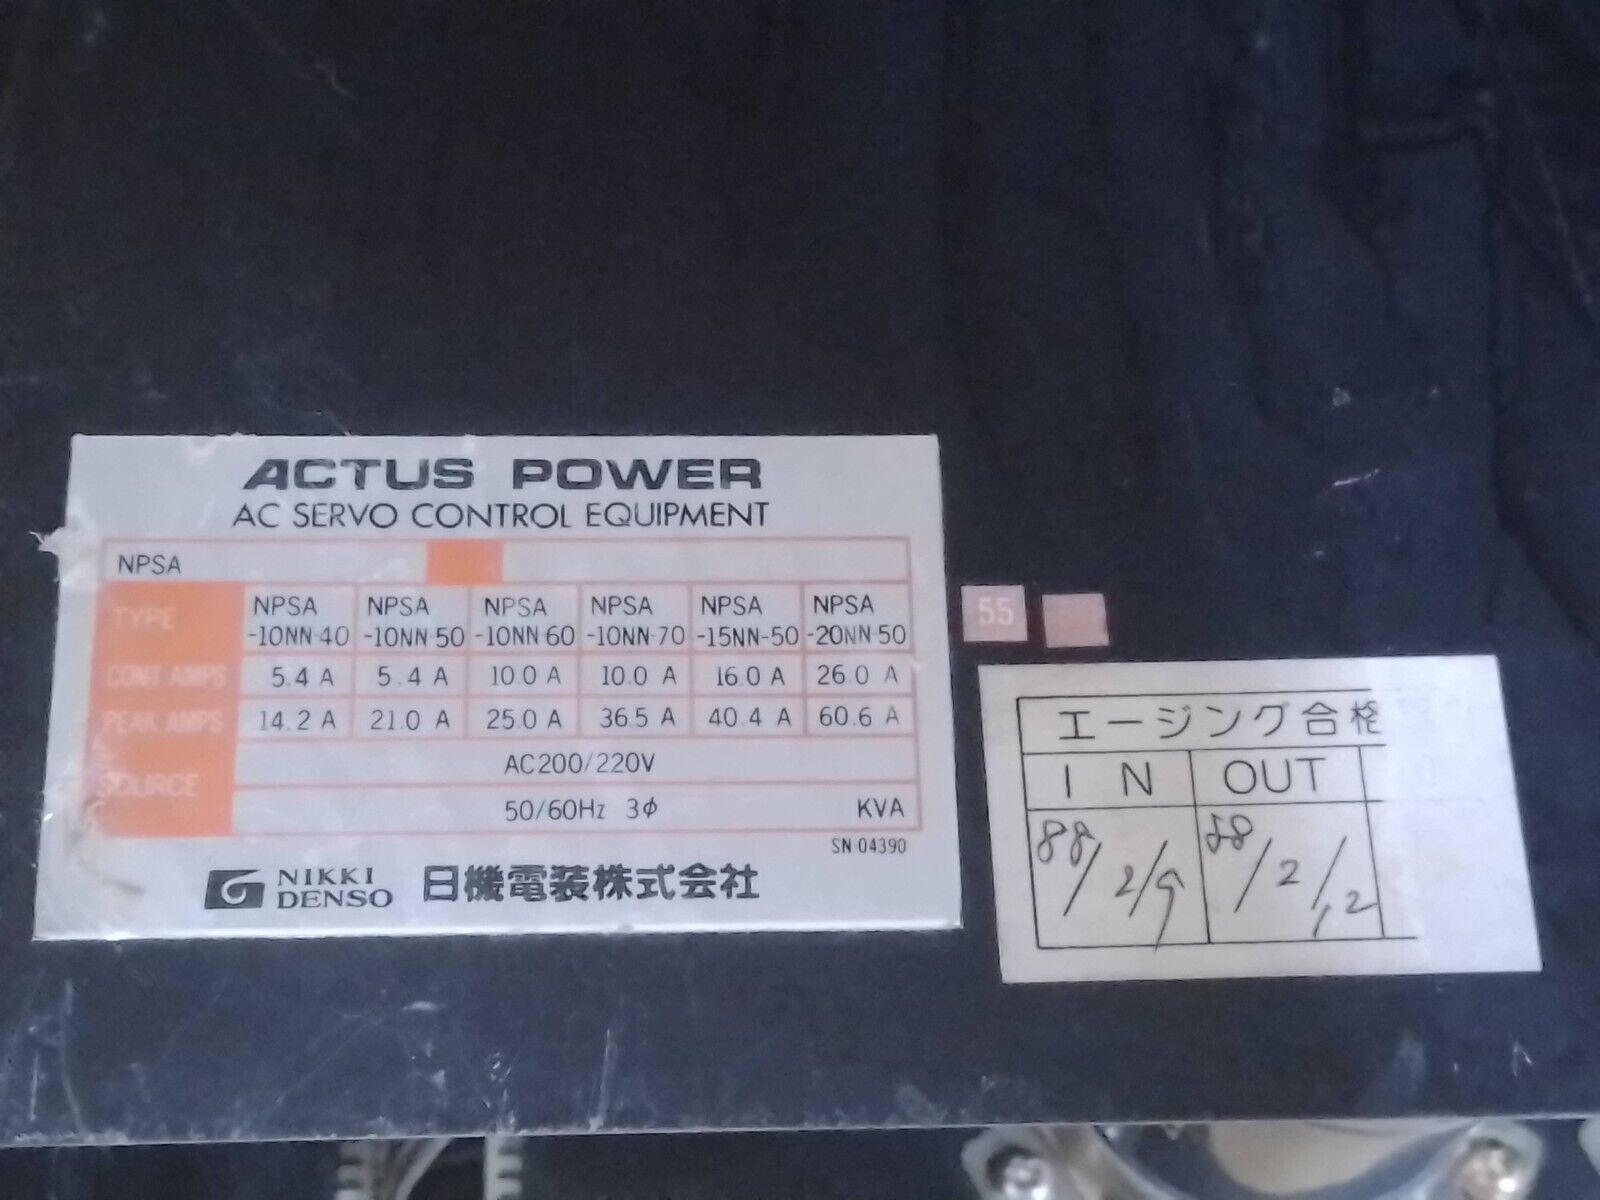 ACTUS POWER
AC SERVO CONTROL EQUIPMENT
NPSA
TYPE NPSA -10NN-40 NPSA -10NN-50 NPSA -10NN-60 NPSA -10NN-70 NPSA -15NN-50 NPSA -20NN-50
CONT.AMPS 5.4 A 5.4 A 10.0 A 10.0 A 16.0 A 26.0 A
PEAK AMPS 14.2 A 21.0 A 25.0 A 36.5 A 40.4 A 60.6 A
SOURCE AC200/220V
50/60Hz 3φ KVA
SN-04390
NIKKI DENSO 日機電装株式会社
55
エージング合格
IN OUT
88/2/9 88/2/12